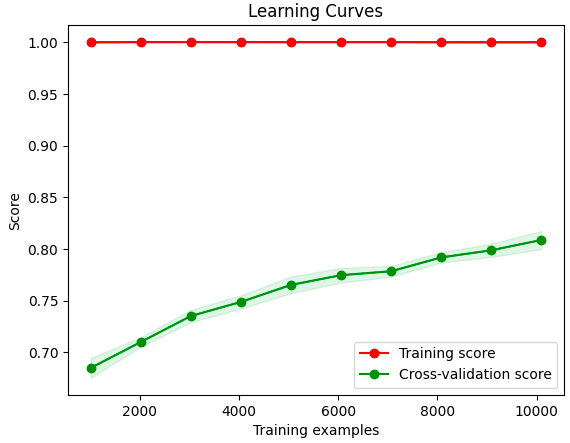 Learning Curves
Score
1.00
0.95
0.90
0.85
0.80
0.75
0.70
Training score
Cross-validation score
2000 4000 6000 8000 10000
Training examples